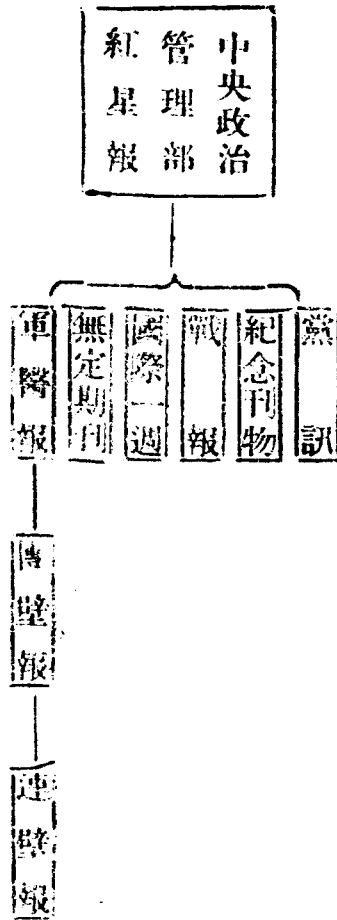 中央政治
管理部
紅星報
黨訊
紀念刊物
戰報
國際一週
無定期刊
軍醫報
團壁報
連壁報